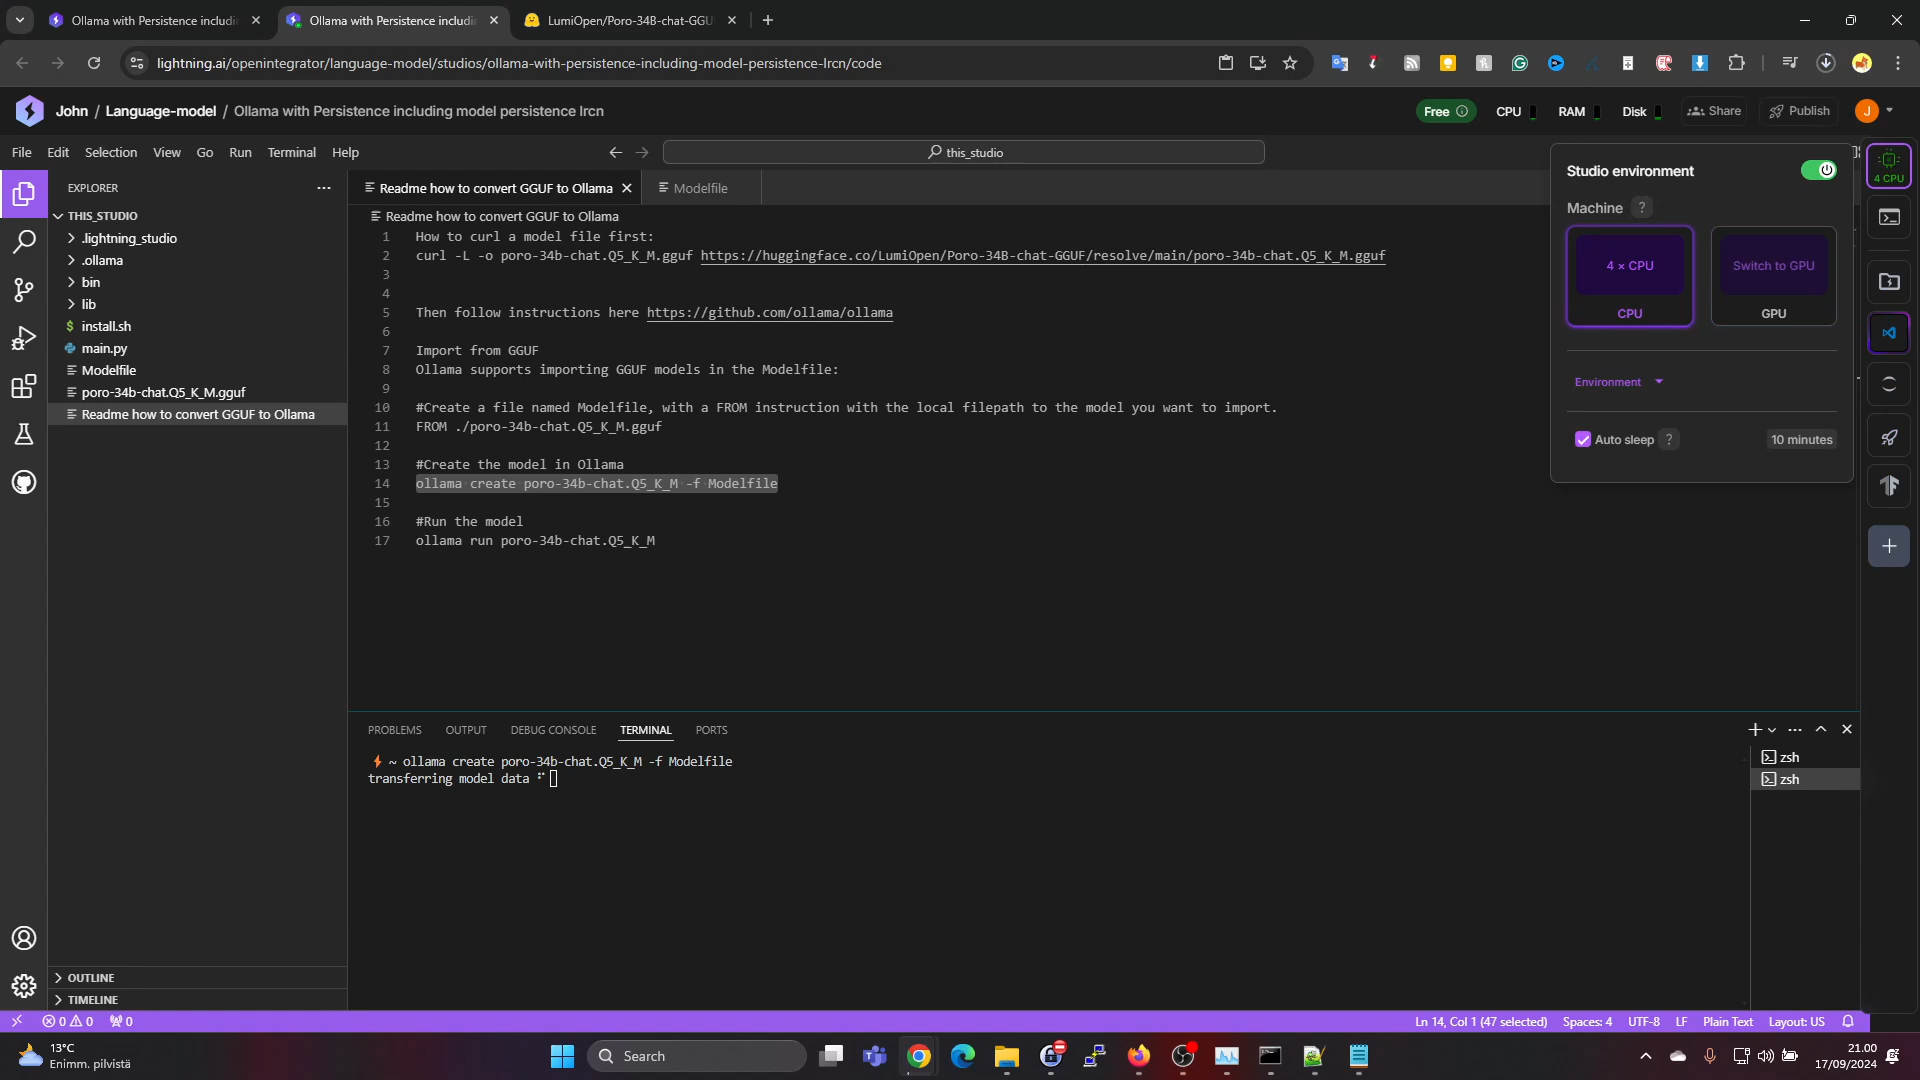 Ollama with Persistence includi
Ollama with Persistence includi
LumiOpen/Poro-34B-chat-GGU
lightning.ai/openintegrator/language-model/studios/ollama-with-persistence-including-model-persistence-lrcn/code
John / Language-model / Ollama with Persistence including model persistence lrcn
Free
CPU
RAM
Disk
Share
Publish
J
File Edit Selection View Go Run Terminal Help
this_studio
4 CPU
EXPLORER
THIS_STUDIO
.lightning_studio
.ollama
bin
lib
$ install.sh
main.py
Modelfile
poro-34b-chat.Q5_K_M.gguf
Readme how to convert GGUF to Ollama
OUTLINE
TIMELINE
Readme how to convert GGUF to Ollama
Modelfile
Readme how to convert GGUF to Ollama
1 How to curl a model file first:
2 curl -L -o poro-34b-chat.Q5_K_M.gguf https://huggingface.co/LumiOpen/Poro-34B-chat-GGUF/resolve/main/poro-34b-chat.Q5_K_M.gguf
3
4
5 Then follow instructions here https://github.com/ollama/ollama
6
7 Import from GGUF
8 Ollama supports importing GGUF models in the Modelfile:
9
10 #Create a file named Modelfile, with a FROM instruction with the local filepath to the model you want to import.
11 FROM ./poro-34b-chat.Q5_K_M.gguf
12
13 #Create the model in Ollama
14 ollama create poro-34b-chat.Q5_K_M -f Modelfile
15
16 #Run the model
17 ollama run poro-34b-chat.Q5_K_M
Studio environment
Machine ?
4 × CPU
CPU
Switch to GPU
GPU
Environment
Auto sleep ?
10 minutes
PROBLEMS OUTPUT DEBUG CONSOLE TERMINAL PORTS
~ ollama create poro-34b-chat.Q5_K_M -f Modelfile
transferring model data
zsh
zsh
0 0 0
Ln 14, Col 1 (47 selected) Spaces: 4 UTF-8 LF Plain Text Layout: US
13°C
Enimm. pilvistä
Search
21.00
17/09/2024